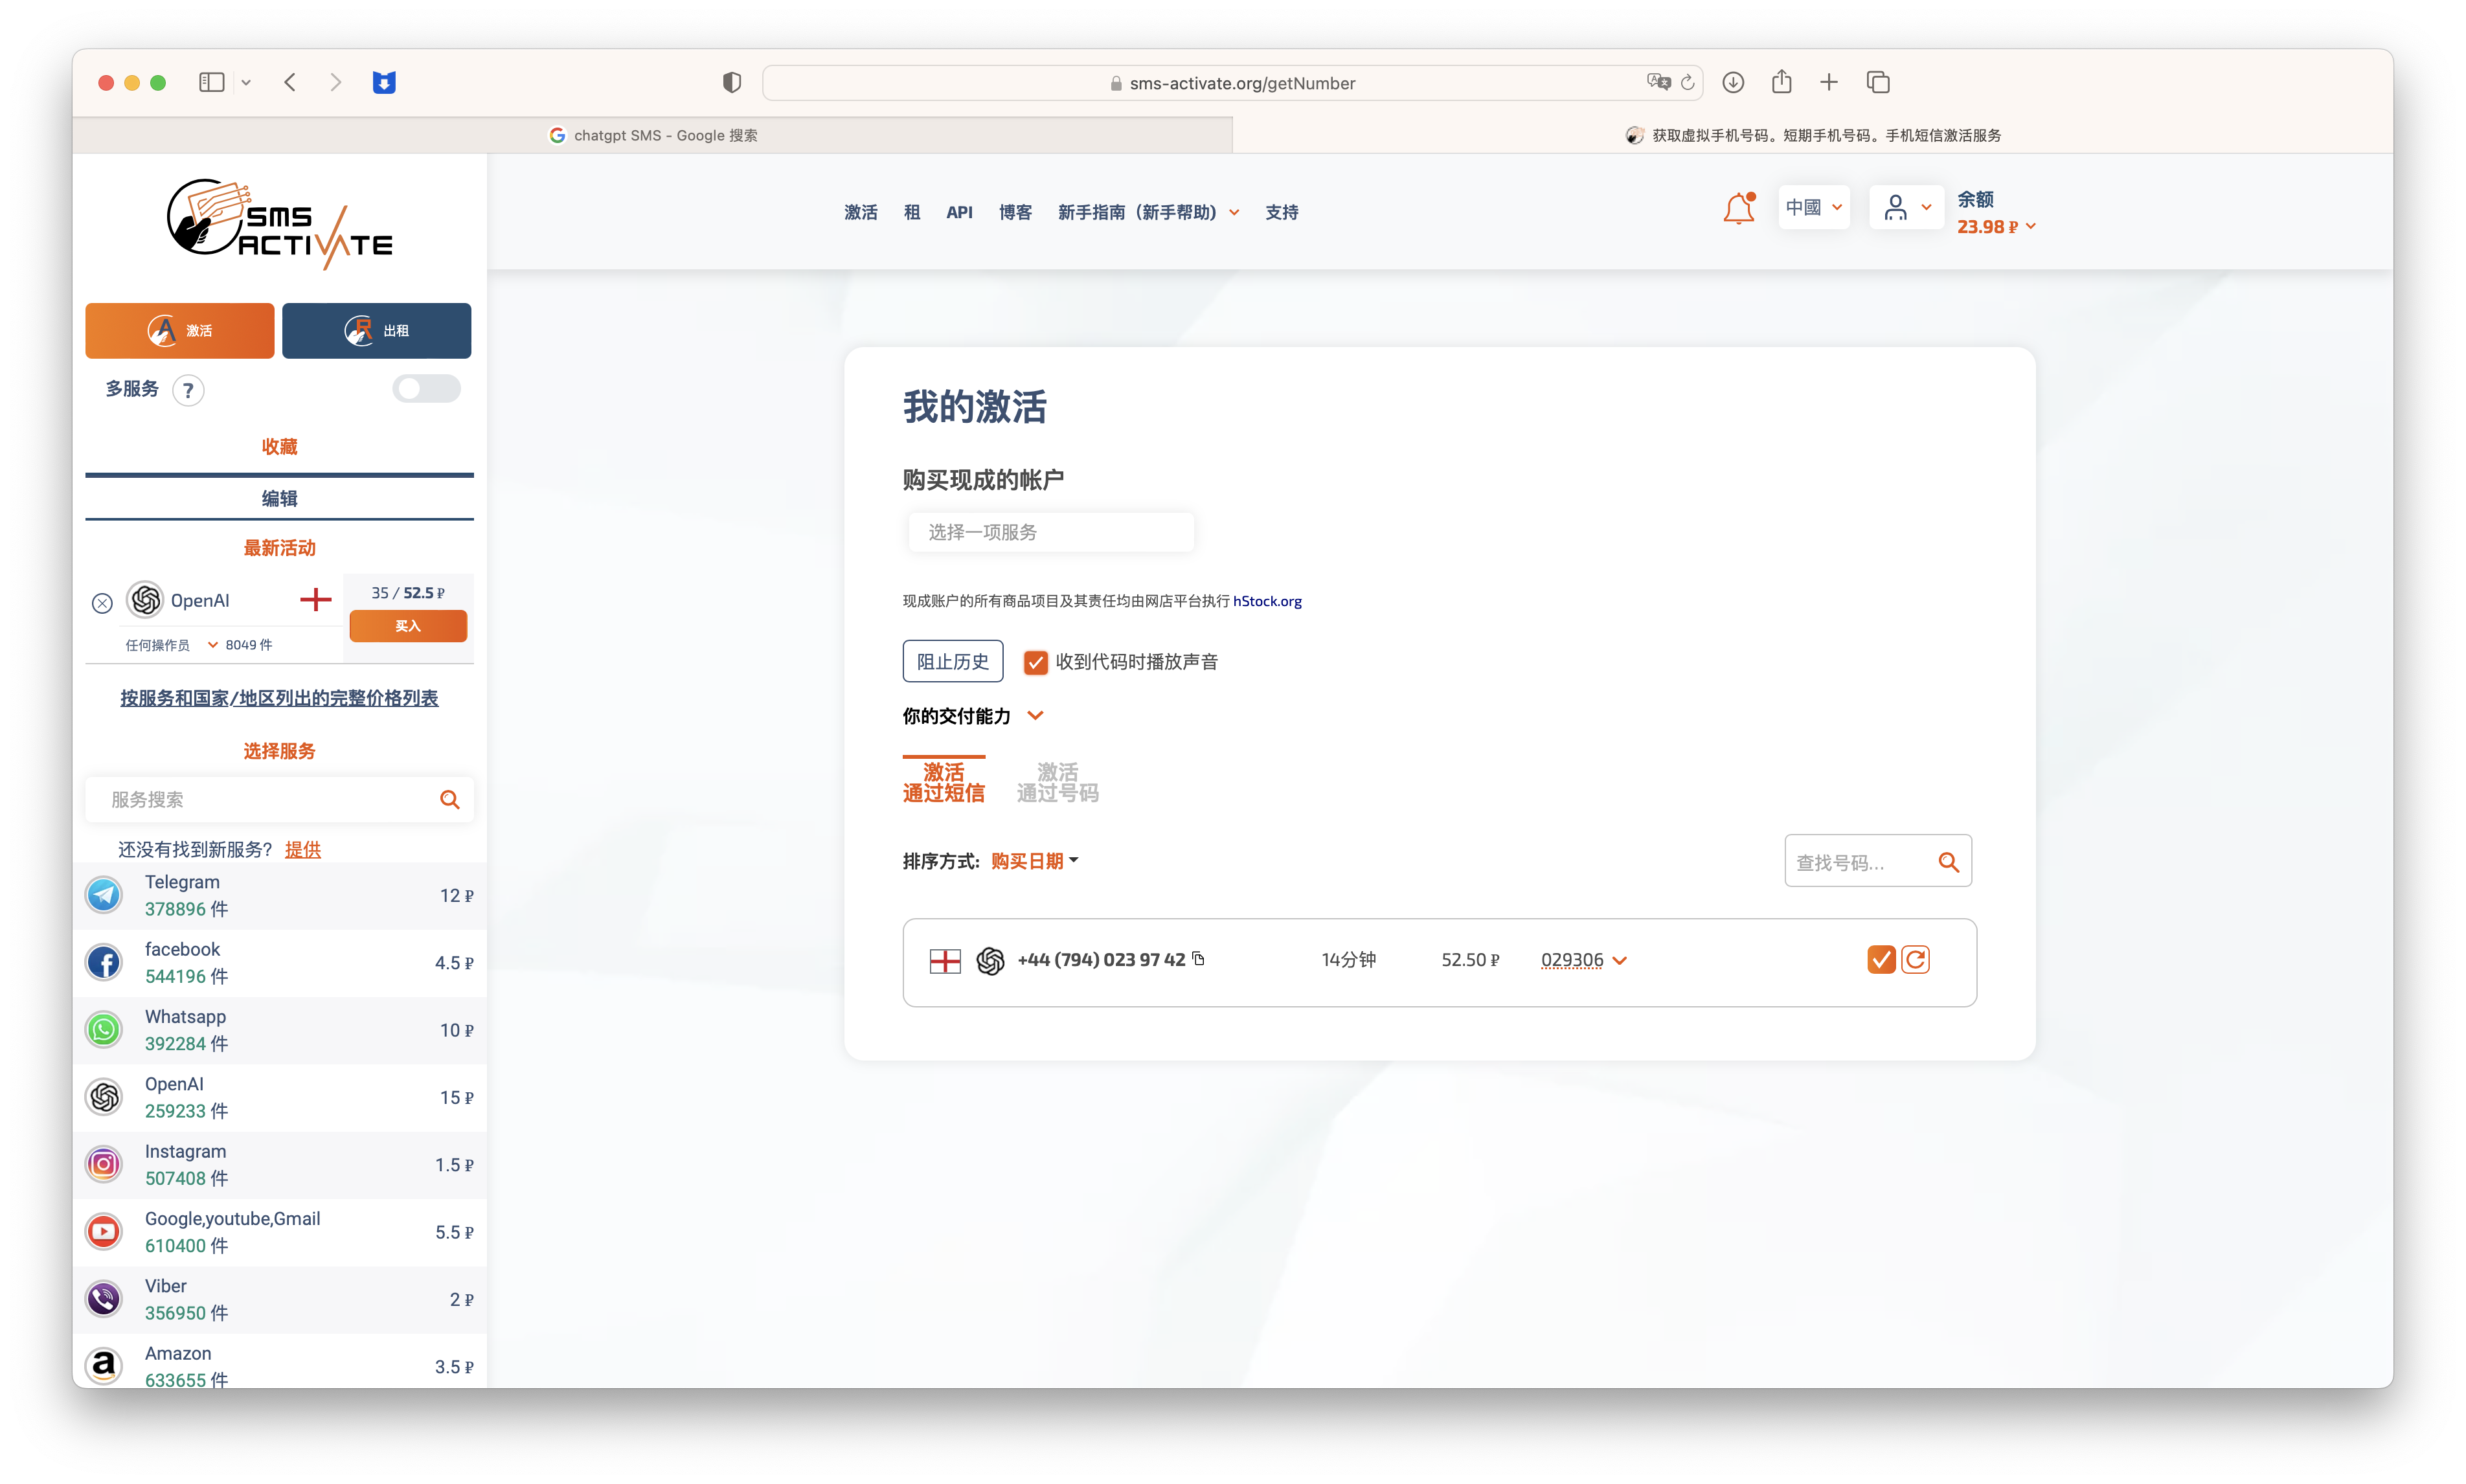 sms-activate.org/getNumber
chatgpt SMS - Google 搜索
获取虚拟手机号码。短期手机号码。手机短信激活服务
SMS
ACTIVATE
激活
租
API
博客
新手指南（新手帮助）
支持
中國
余额
23.98 ₽
激活
出租
多服务
?
收藏
编辑
最新活动
OpenAI
35 / 52.5 ₽
买入
任何操作员
8049 件
按服务和国家/地区列出的完整价格列表
选择服务
服务搜索
还没有找到新服务？ 提供
Telegram
378896 件
12 ₽
facebook
544196 件
4.5 ₽
Whatsapp
392284 件
10 ₽
OpenAI
259233 件
15 ₽
Instagram
507408 件
1.5 ₽
Google,youtube,Gmail
610400 件
5.5 ₽
Viber
356950 件
2 ₽
Amazon
633655 件
3.5 ₽
我的激活
购买现成的帐户
选择一项服务
现成账户的所有商品项目及其责任均由网店平台执行 hStock.org
阻止历史
收到代码时播放声音
你的交付能力
激活
通过短信
激活
通过号码
排序方式: 购买日期
查找号码...
+44 (794) 023 97 42
14分钟
52.50 ₽
029306